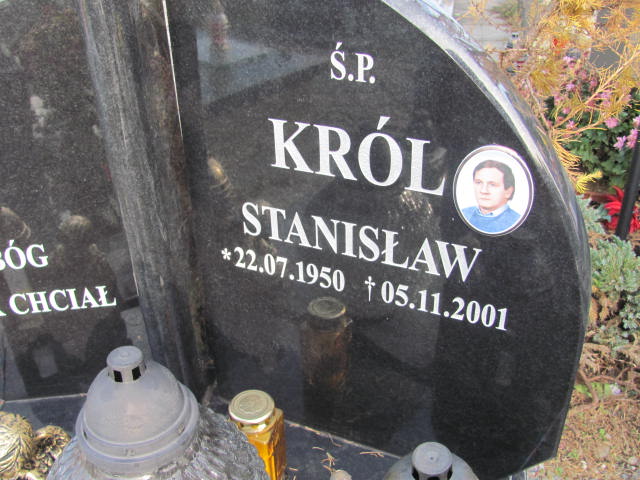 Ś.P.
KRÓL
STANISŁAW
*22.07.1950 †05.11.2001
BÓG
CHCIAŁ